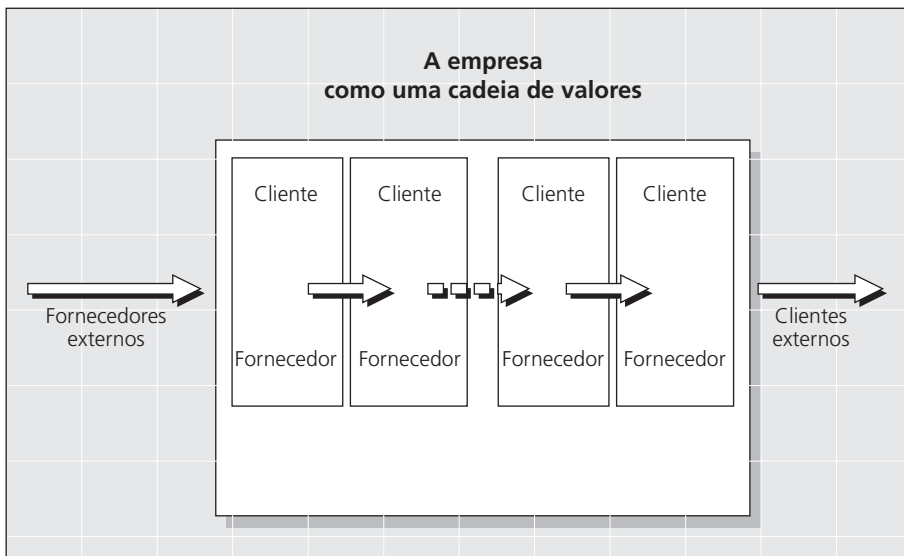 A empresa
como uma cadeia de valores
Cliente
Cliente
Cliente
Cliente
Fornecedores
externos
Clientes
externos
Fornecedor
Fornecedor
Fornecedor
Fornecedor